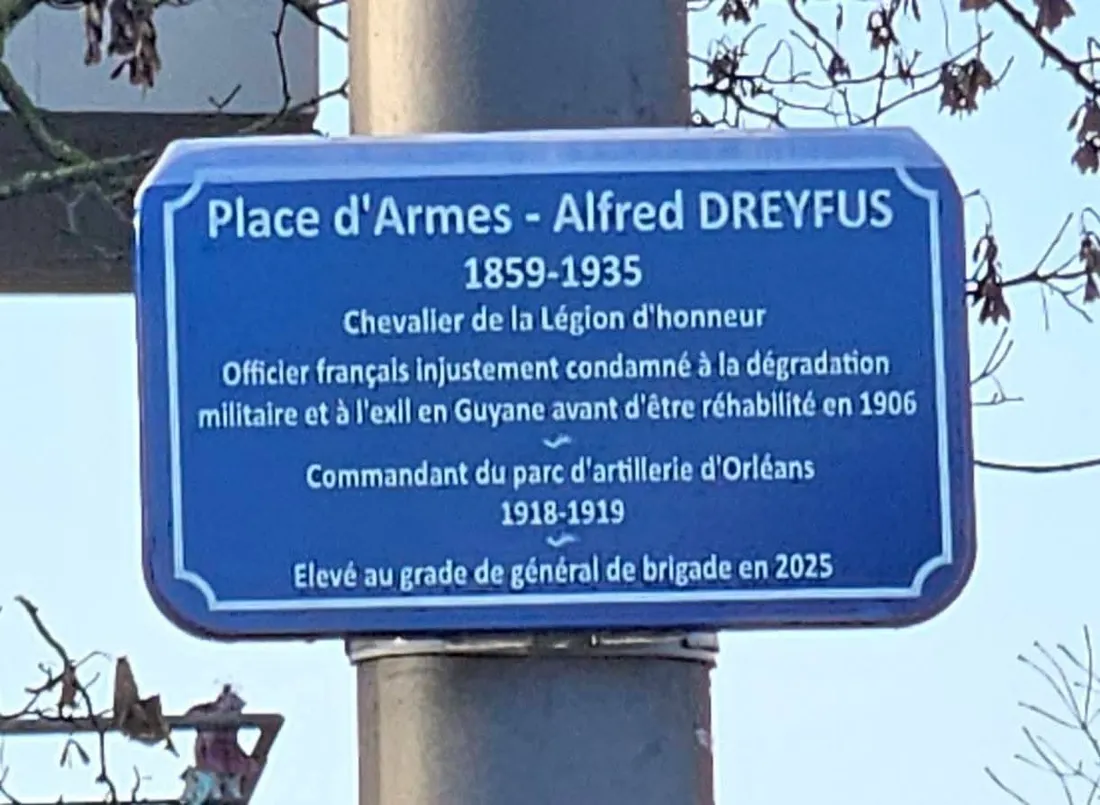 Place d'Armes - Alfred DREYFUS
1859-1935
Chevalier de la Légion d'honneur
Officier français injustement condamné à la dégradation
militaire et à l'exil en Guyane avant d'être réhabilité en 1906
Commandant du parc d'artillerie d'Orléans
1918-1919
Elevé au grade de général de brigade en 2025